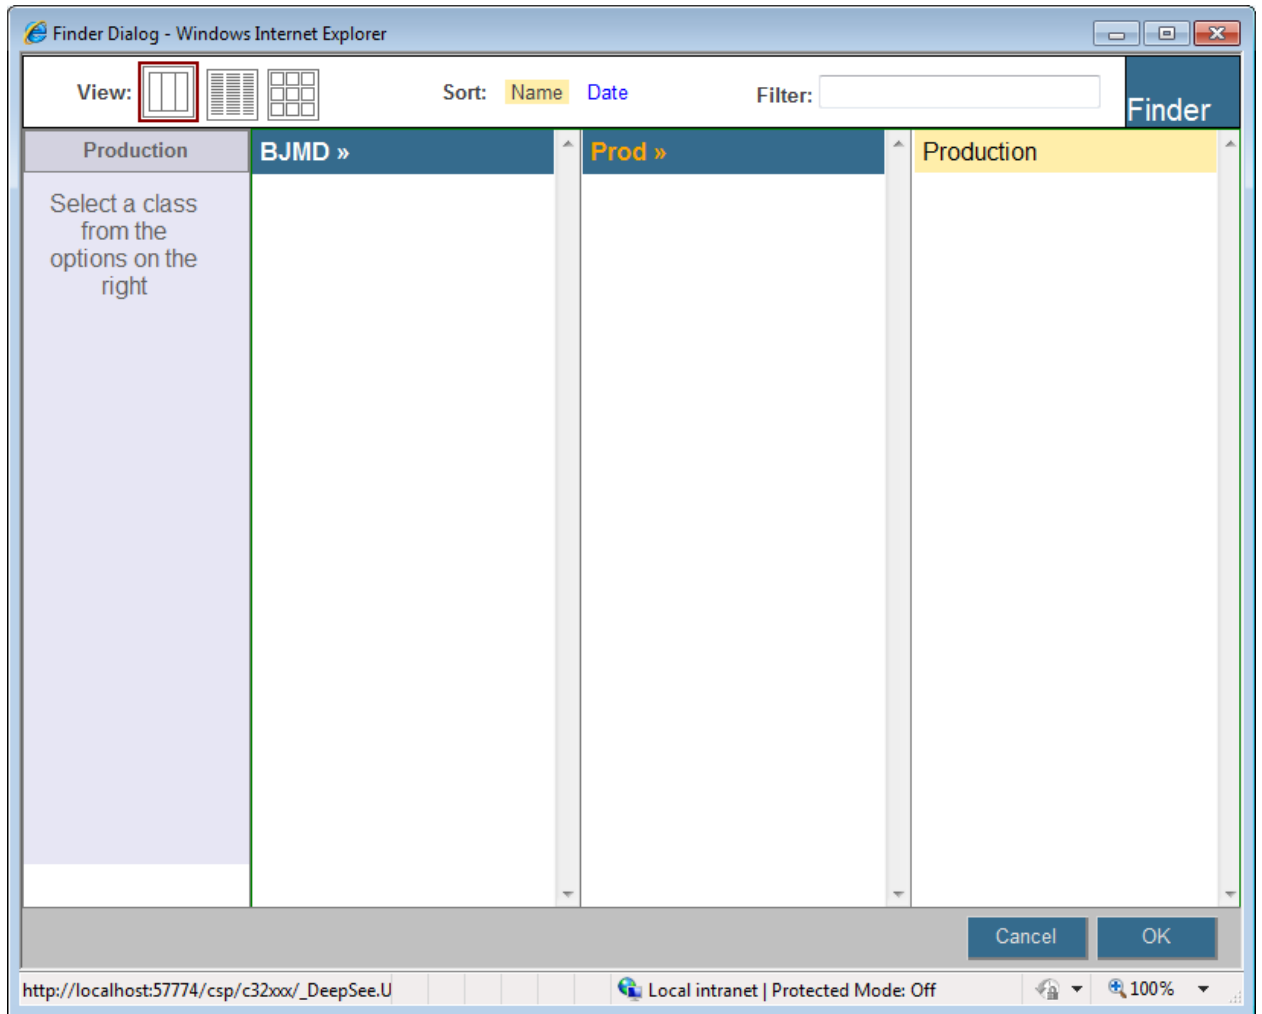 Finder Dialog - Windows Internet Explorer
View: Sort: Name Date Filter: Finder
Production BJMD » Prod » Production
Select a class
from the
options on the
right
Cancel OK
http://localhost:57774/csp/c32xxx/_DeepSee.U Local intranet | Protected Mode: Off 100%